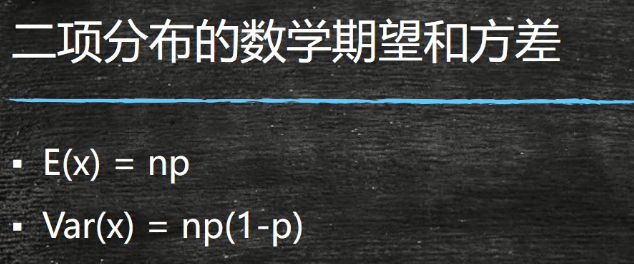 二项分布的数学期望和方差
▪ E(x) = np
▪ Var(x) = np(1-p)